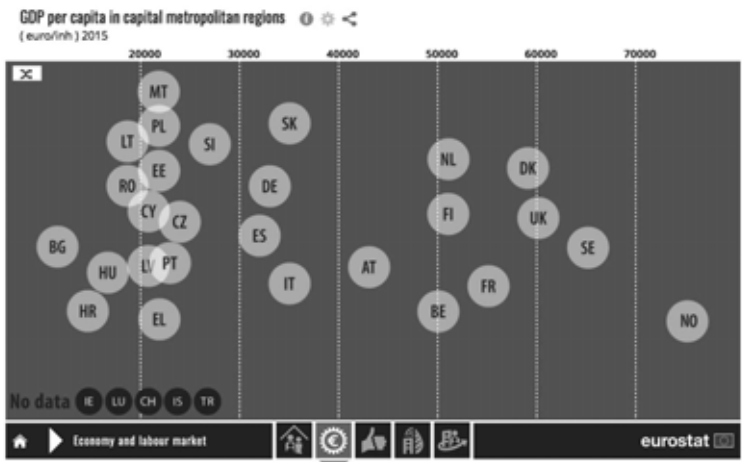 GDP per capita in capital metropolitan regions
( euro/inh ) 2015
20000 30000 40000 50000 60000 70000
MT
PL
SK
LT
SI
NL
EE
DK
RO
DE
CY
FI
CZ
UK
ES
BG
SE
LV PT
HU
AT
IT
FR
HR
BE
EL
NO
No data IE LU CH IS TR
Economy and labour market
eurostat